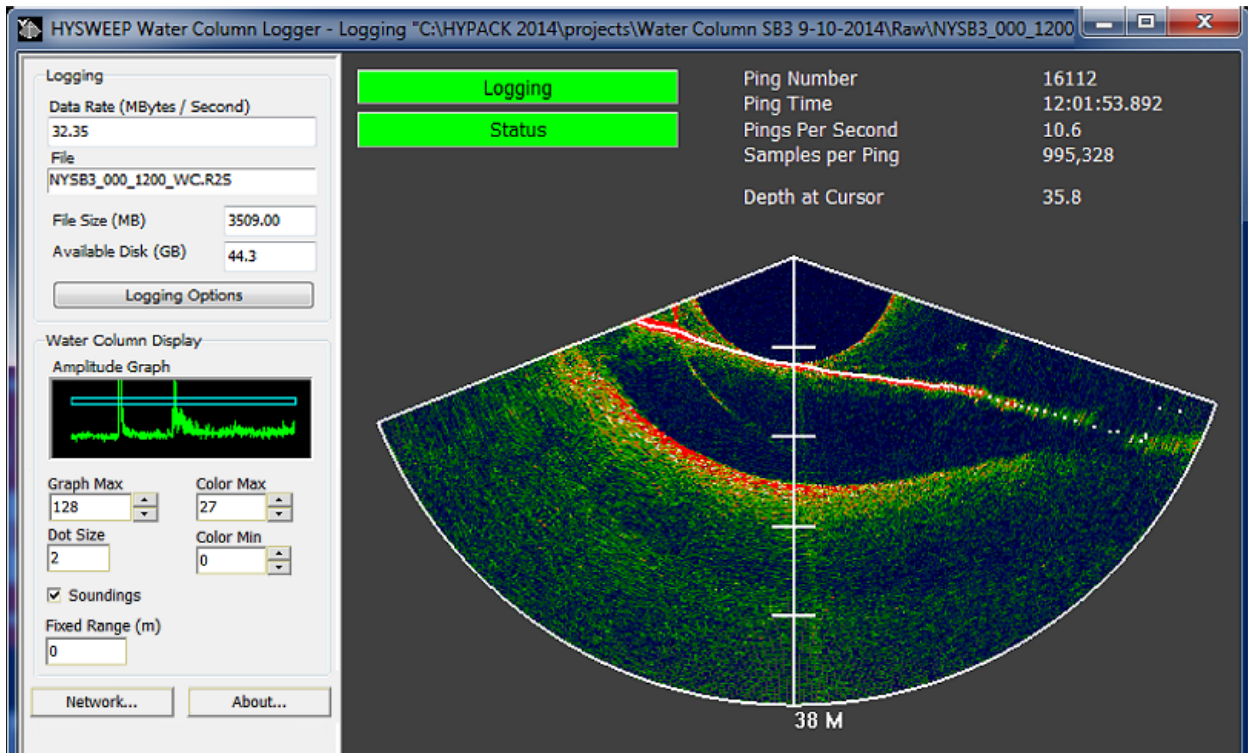 HYSWEEP Water Column Logger - Logging "C:\HYPACK 2014\projects\Water Column SB3 9-10-2014\Raw\NYSB3_000_1200
Logging
Data Rate (MBytes / Second)
32.35
File
NYSB3_000_1200_WC.R2S
File Size (MB) 3509.00
Available Disk (GB) 44.3
Logging Options
Water Column Display
Amplitude Graph
Graph Max Color Max
128 27
Dot Size Color Min
2 0
Soundings
Fixed Range (m)
0
Network... About...
Logging
Status
Ping Number 16112
Ping Time 12:01:53.892
Pings Per Second 10.6
Samples per Ping 995,328
Depth at Cursor 35.8
38 M